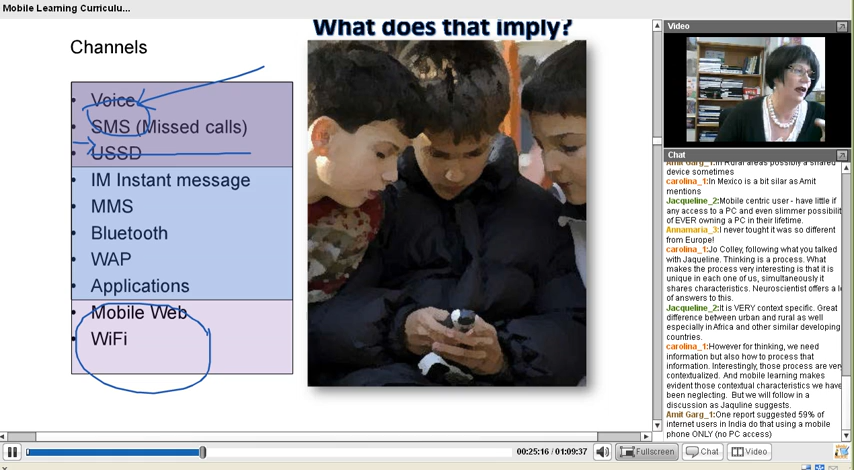 Mobile Learning Curriculu...
What does that imply?
Channels
• Voice
• SMS (Missed calls)
• USSD
• IM Instant message
• MMS
• Bluetooth
• WAP
• Applications
• Mobile Web
• WiFi
Video
Chat
Amit Garg_1:In Rural areas possibly a shared
device sometimes
carolina_1:In Mexico is a bit silar as Amit
mentions
Jacqueline_2:Mobile centric user - have little if
any access to a PC and even slimmer possibilit
of EVER owning a PC in their lifetime.
Annamaria_3:I never tought it was so different
from Europe!
carolina_1:Jo Colley, following what you talked
with Jaqueline. Thinking is a process. What
makes the process very interesting is that it is
unique in each one of us, simultaneously it
shares characteristics. Neuroscientist offers a l
of answers to this.
Jacqueline_2:It is VERY context specific. Great
difference between urban and rural as well
especially in Africa and other similar developing
countries.
carolina_1:However for thinking, we need
information but also how to process that
information. Interestingly, those process are very
contextualized. And mobile learning makes
evident those contextual characteristics we have
been neglecting. But we will follow in a
discussion as Jaquline suggests.
Amit Garg_1:One report suggested 59% of
internet users in India do that using a mobile
phone ONLY (no PC access)
00:25:16 / 01:09:37
Fullscreen
Chat
Video